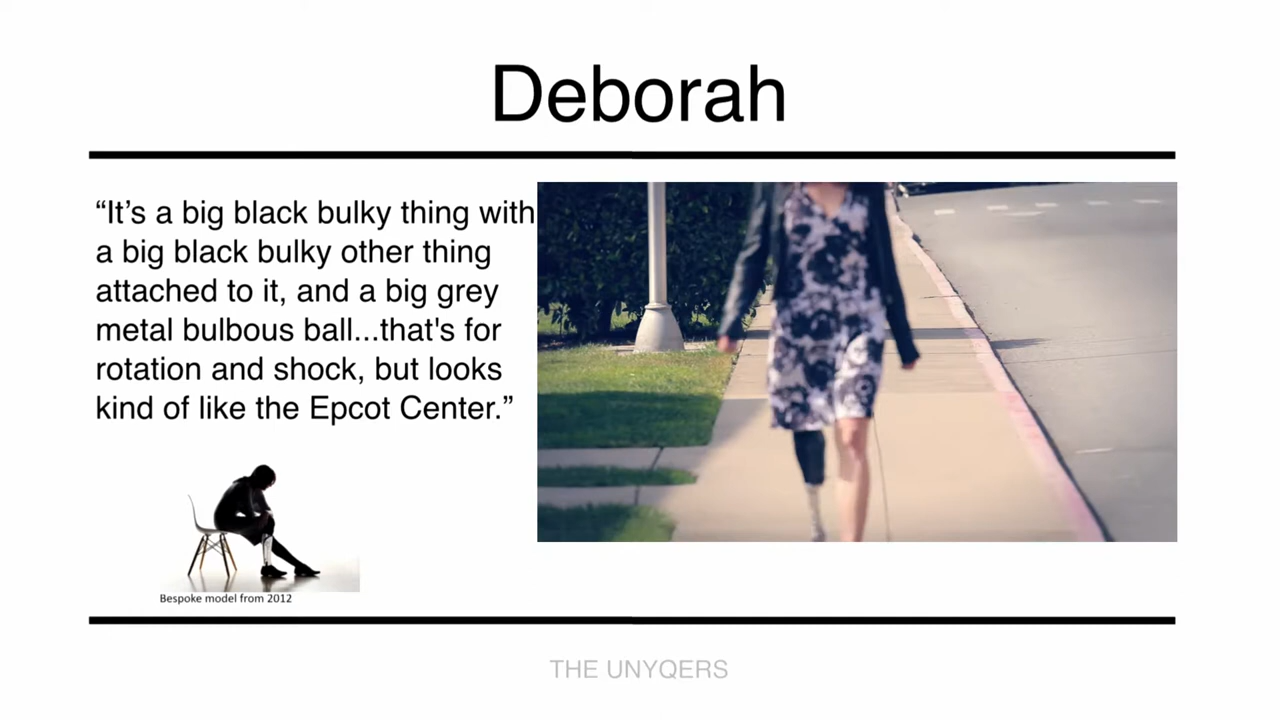 Deborah
“It’s a big black bulky thing with
a big black bulky other thing
attached to it, and a big grey
metal bulbous ball...that's for
rotation and shock, but looks
kind of like the Epcot Center.”
Bespoke model from 2012
THE UNYQERS